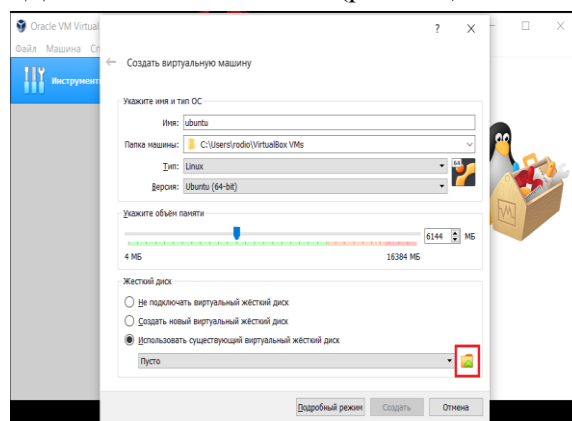 Oracle VM Virtual
Файл Машина Сп
Инструмент
? X
Создать виртуальную машину
Укажите имя и тип ОС
Имя: ubuntu
Папка машины: C:\Users\rodio\VirtualBox VMs
Тип: Linux
64
Версия: Ubuntu (64-bit)
Укажите объём памяти
6144 МБ
4 МБ 16384 МБ
Жесткий диск
Не подключать виртуальный жёсткий диск
Создать новый виртуальный жёсткий диск
Использовать существующий виртуальный жёсткий диск
Пусто
Подробный режим Создать Отмена